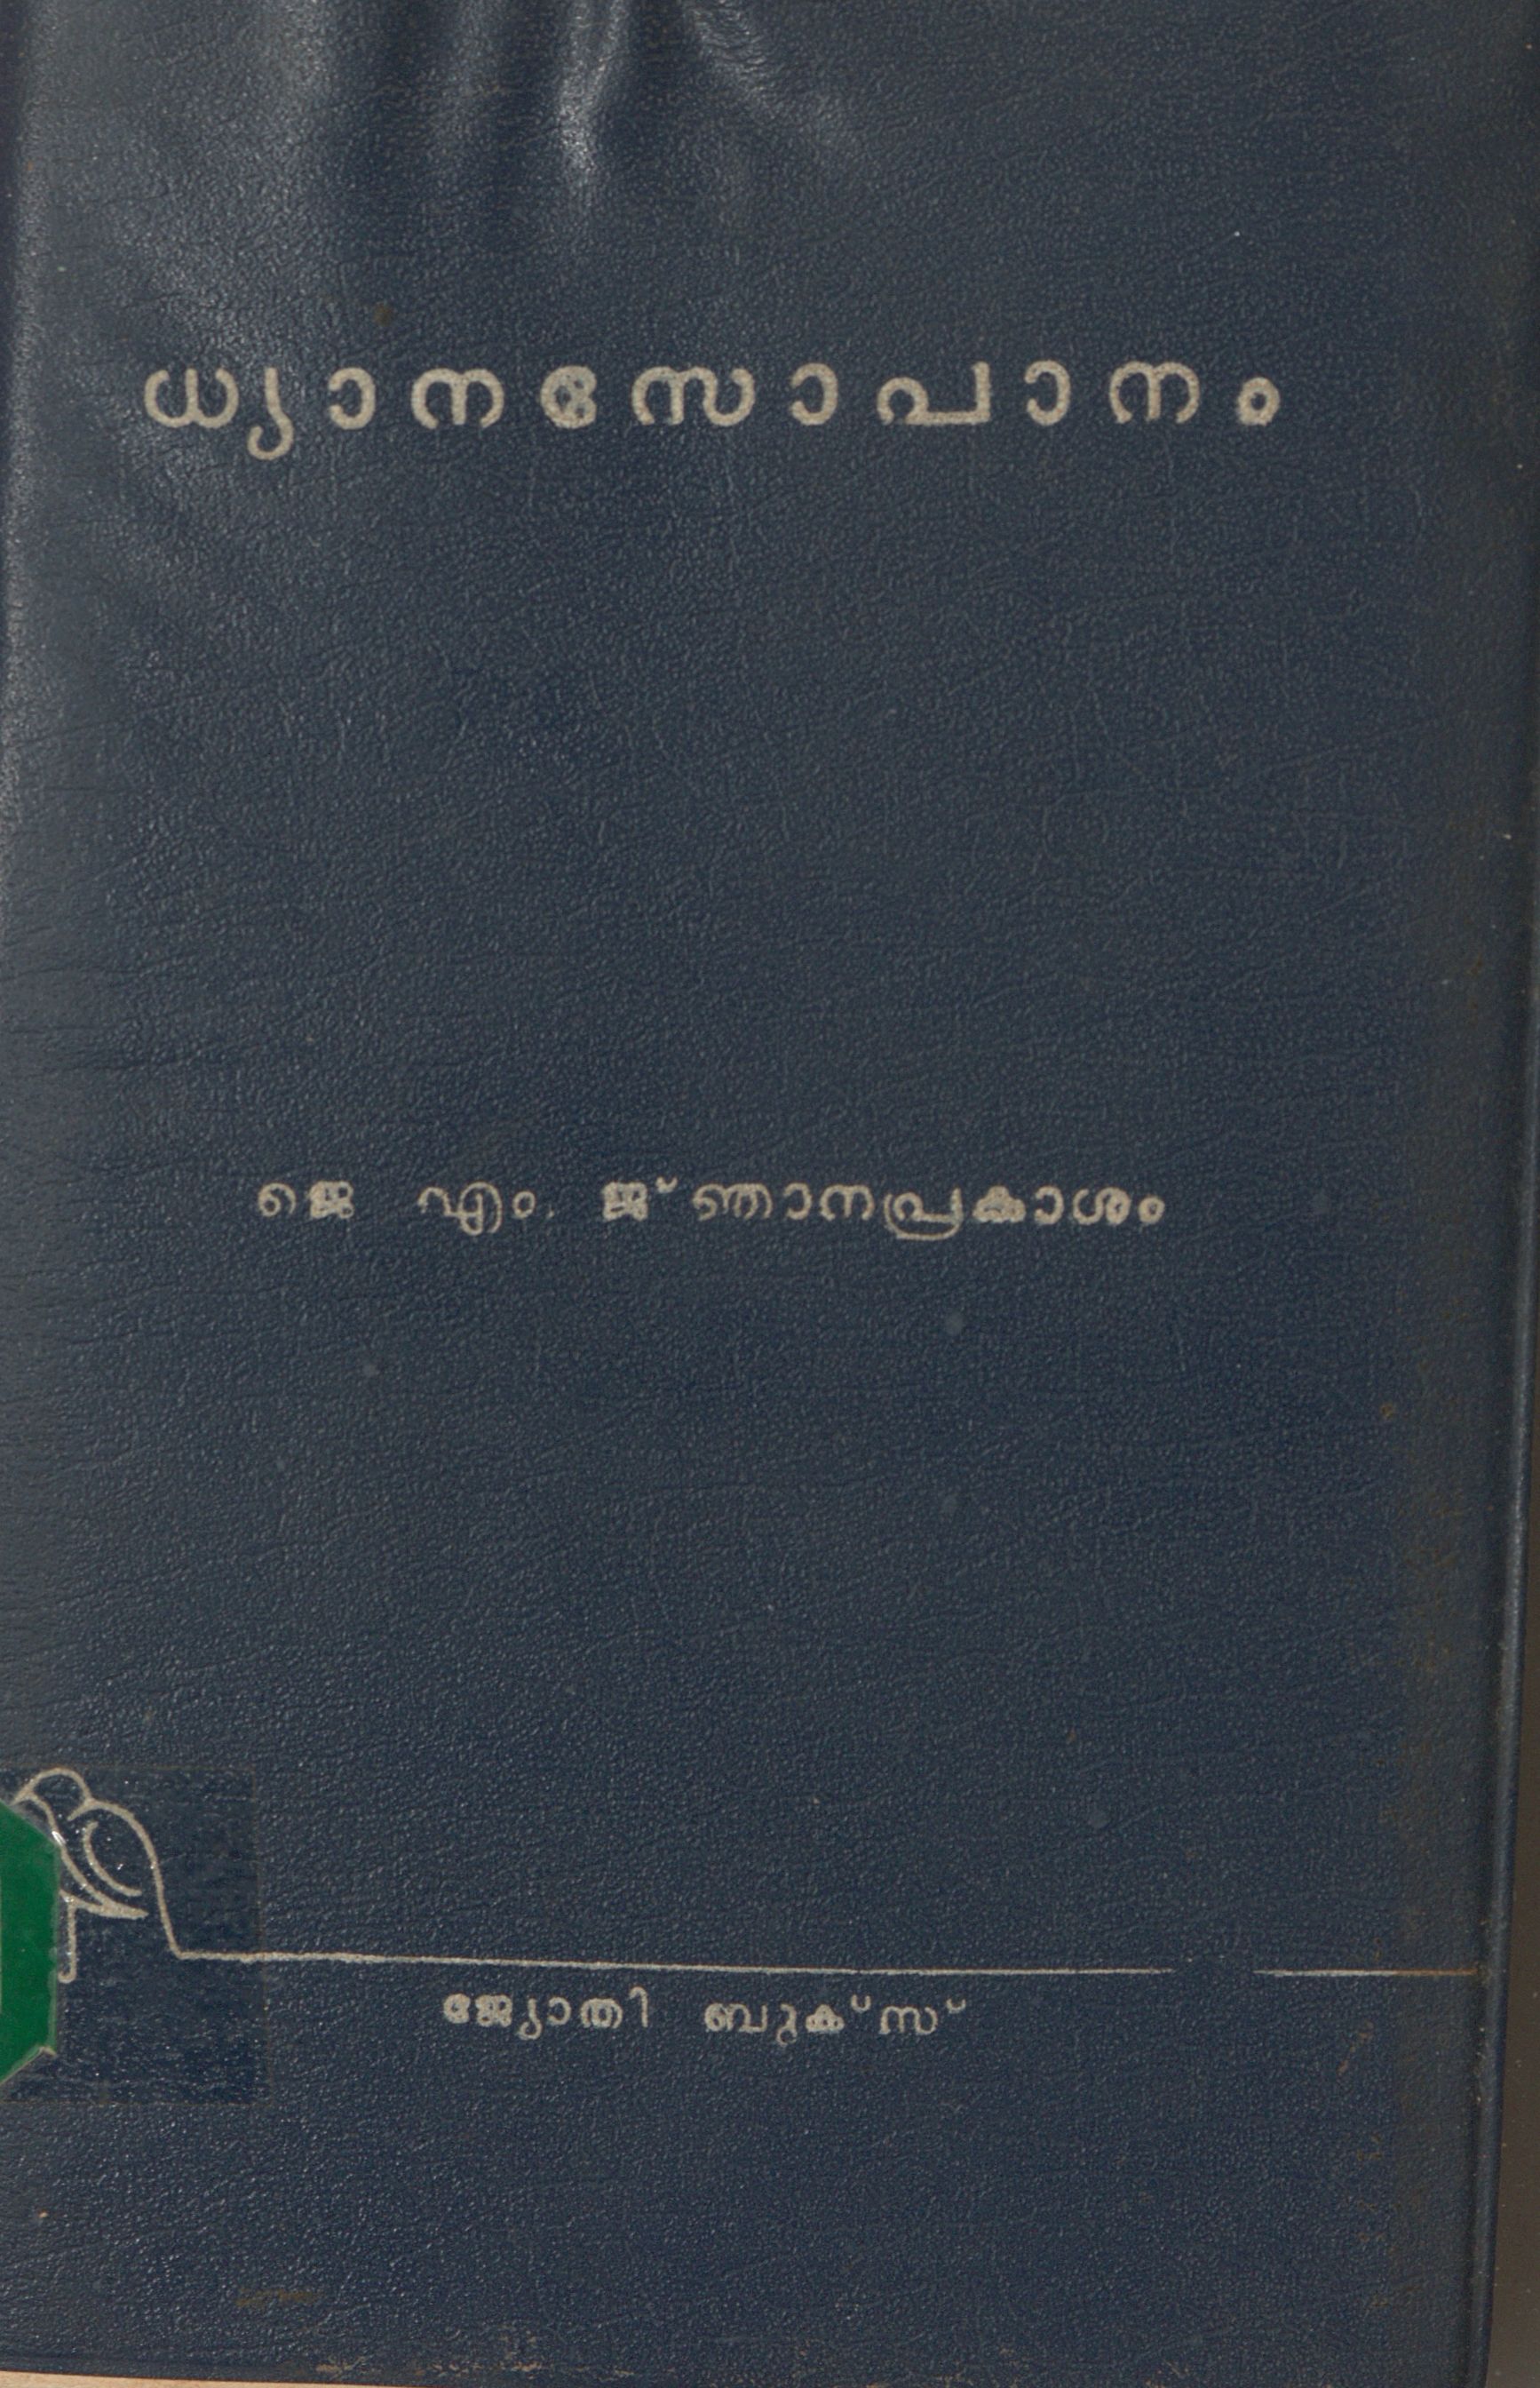 ധ്യാനസോപാനം
ജെ എം. ജ്ഞാനപ്രകാശം
ജ്യോതി ബുക്സ്